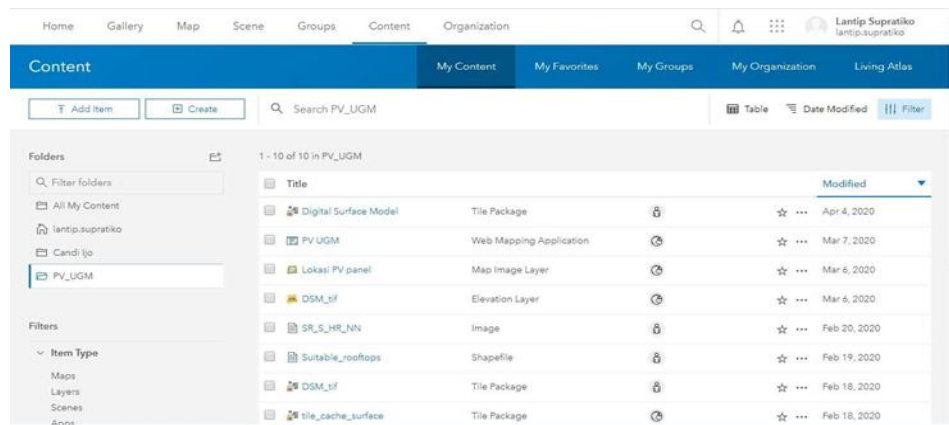 Home Gallery Map Scene Groups Content Organization Lantip Supratiko
lantip.supratiko
Content My Content My Favorites My Groups My Organization Living Atlas
Add Item Create Search PV_UGM Table Date Modified Filter
Folders 1 - 10 of 10 in PV_UGM
Filter folders Title Modified
All My Content Digital Surface Model Tile Package Apr 4, 2020
lantip.supratiko PV UGM Web Mapping Application Mar 7, 2020
Candi Ijo Lokasi PV panel Map Image Layer Mar 6, 2020
PV_UGM DSM_tif Elevation Layer Mar 6, 2020
Filters SR_S_HR_NN Image Feb 20, 2020
Item Type Suitable_rooftops Shapefile Feb 19, 2020
Maps
Layers DSM_tif Tile Package Feb 18, 2020
Scenes
Apps tile_cache_surface Tile Package Feb 18, 2020